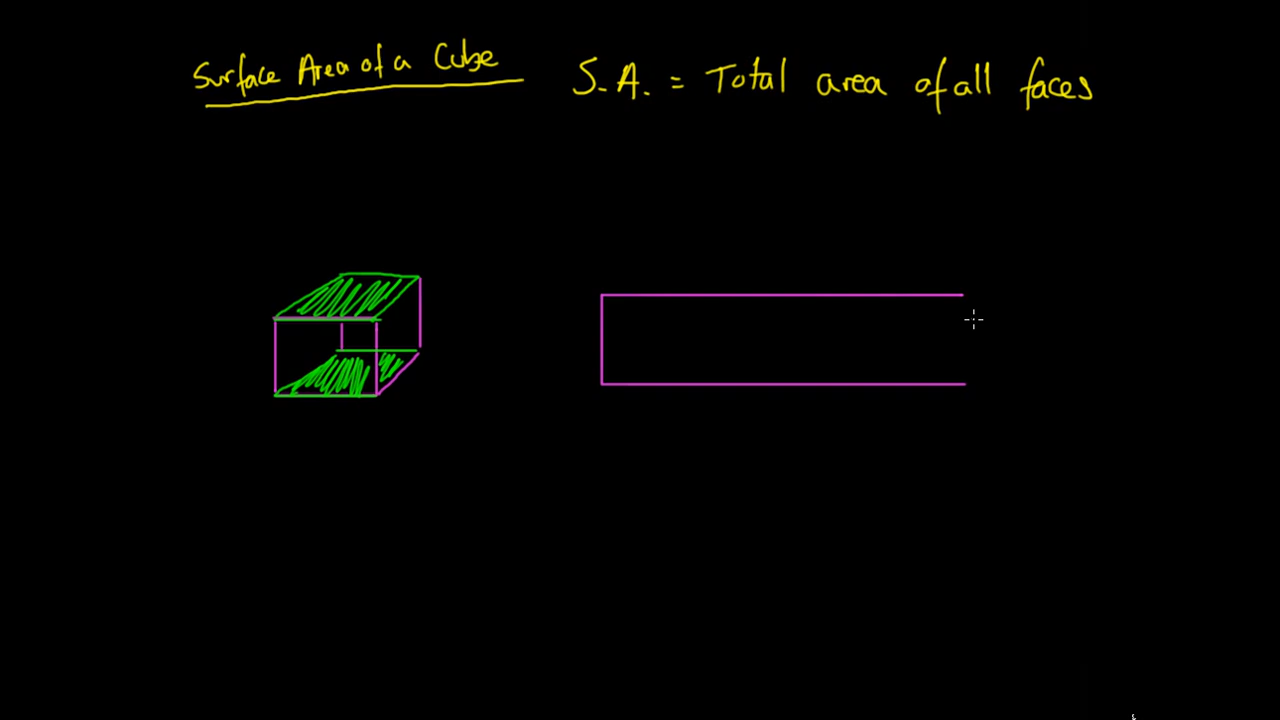 Surface Area of a Cube
S.A. = Total area of all faces